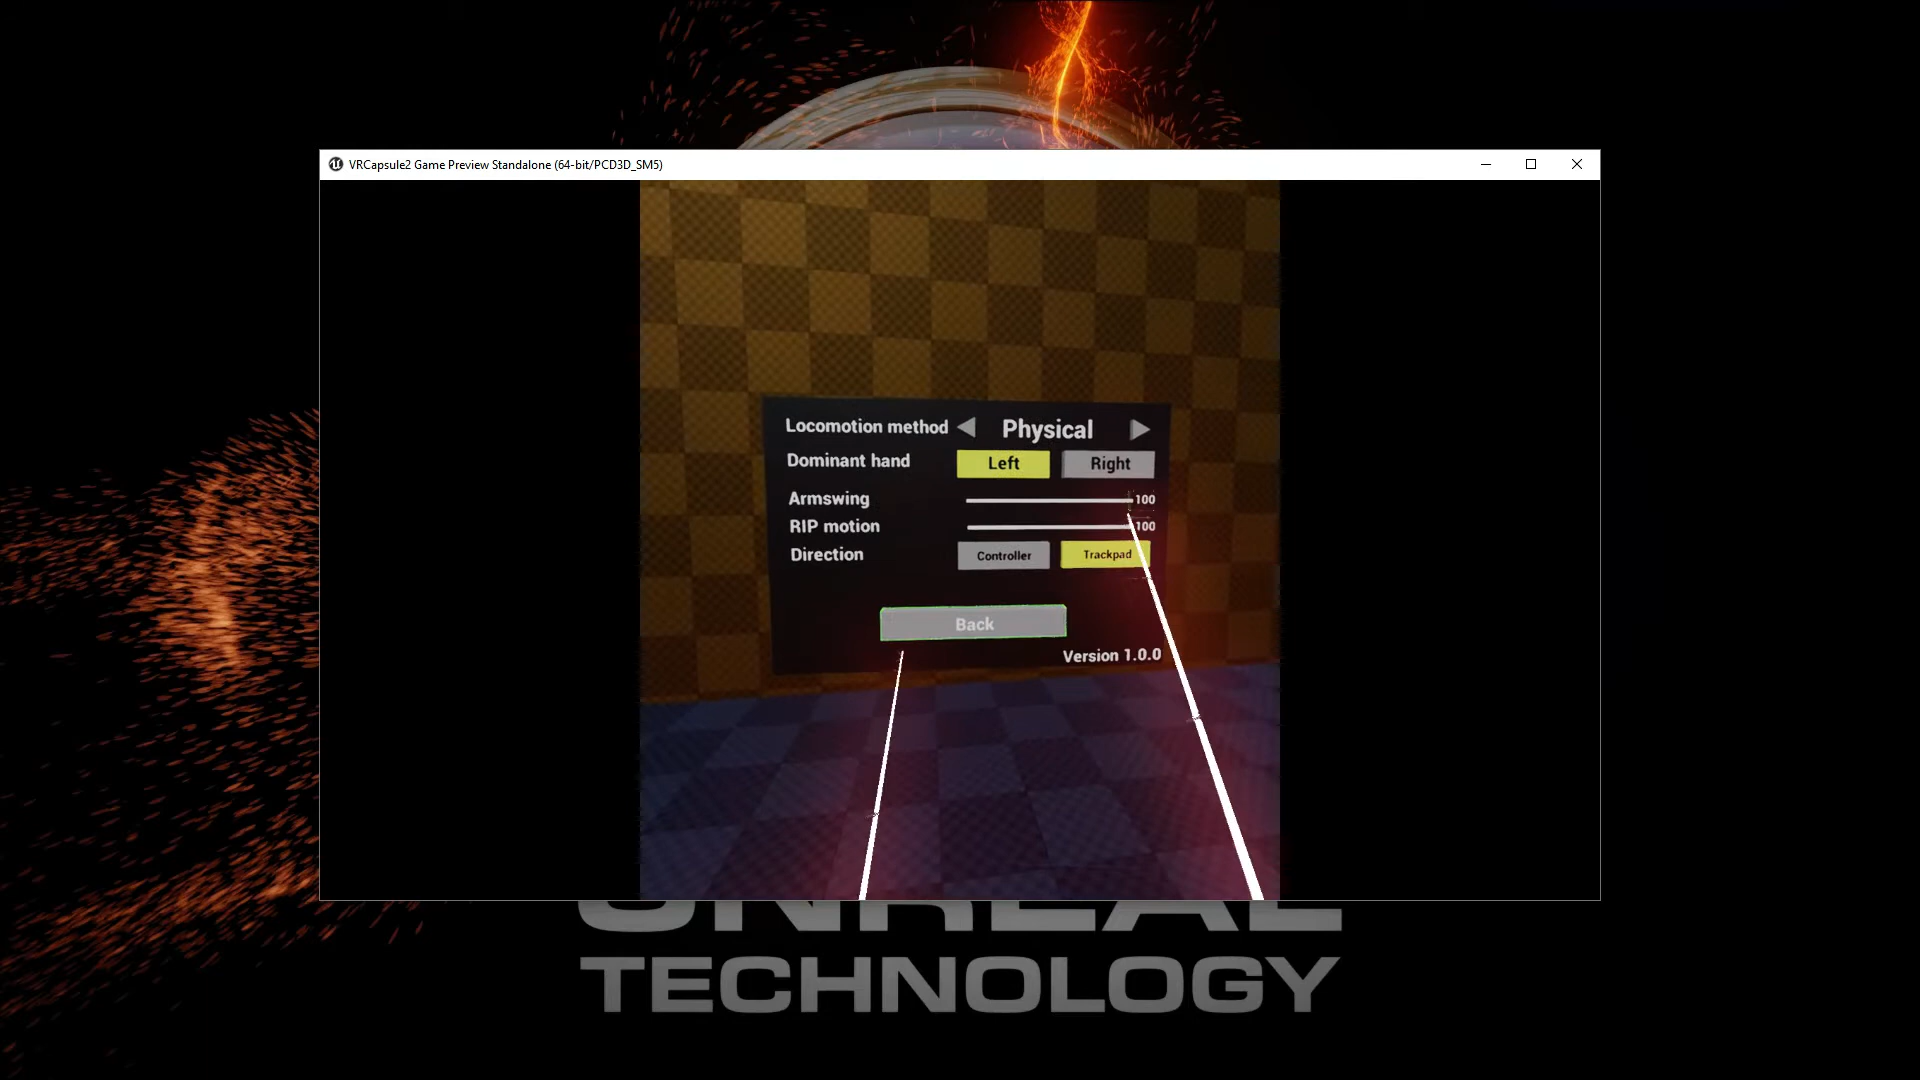 VRCapsule2 Game Preview Standalone (64-bit/PCD3D_SM5)
Locomotion method Physical
Dominant hand Left Right
Armswing 100
RIP motion 100
Direction Controller Trackpad
Back
Version 1.0.0
UNREAL
TECHNOLOGY